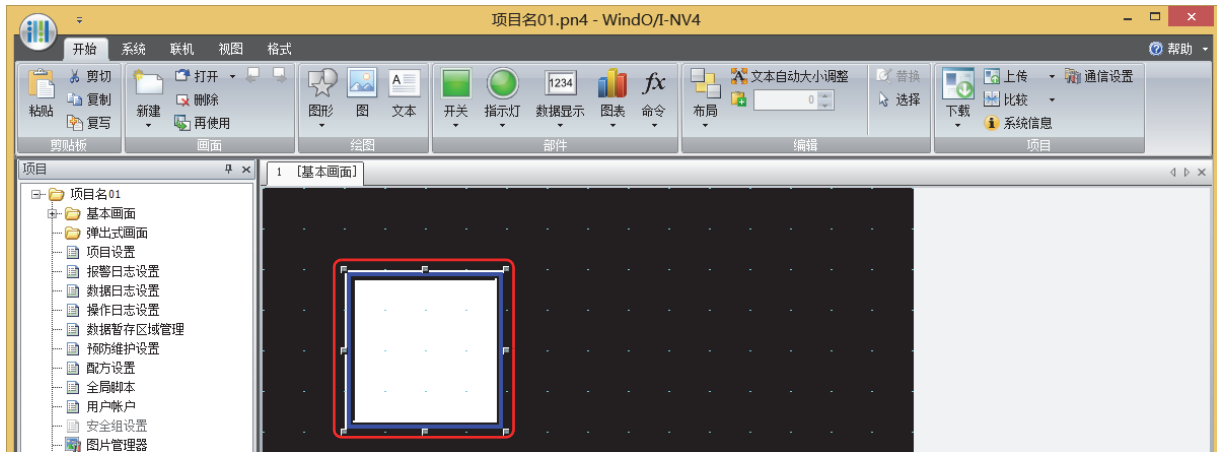 项目名01.pn4 - WindO/I-NV4
开始 系统 联机 视图 格式 帮助
粘贴 剪切 复制 复写 剪贴板
新建 打开 删除 再使用 画面
图形 图 文本 绘图
开关 指示灯 1234 数据显示 图表 fx 命令 部件
布局 文本自动大小调整 0 替换 选择 编辑
下载 上传 比较 系统信息 通信设置 项目
项目
1 [基本画面]
项目名01
基本画面
弹出式画面
项目设置
报警日志设置
数据日志设置
操作日志设置
数据暂存区域管理
预防维护设置
配方设置
全局脚本
用户帐户
安全组设置
图片管理器